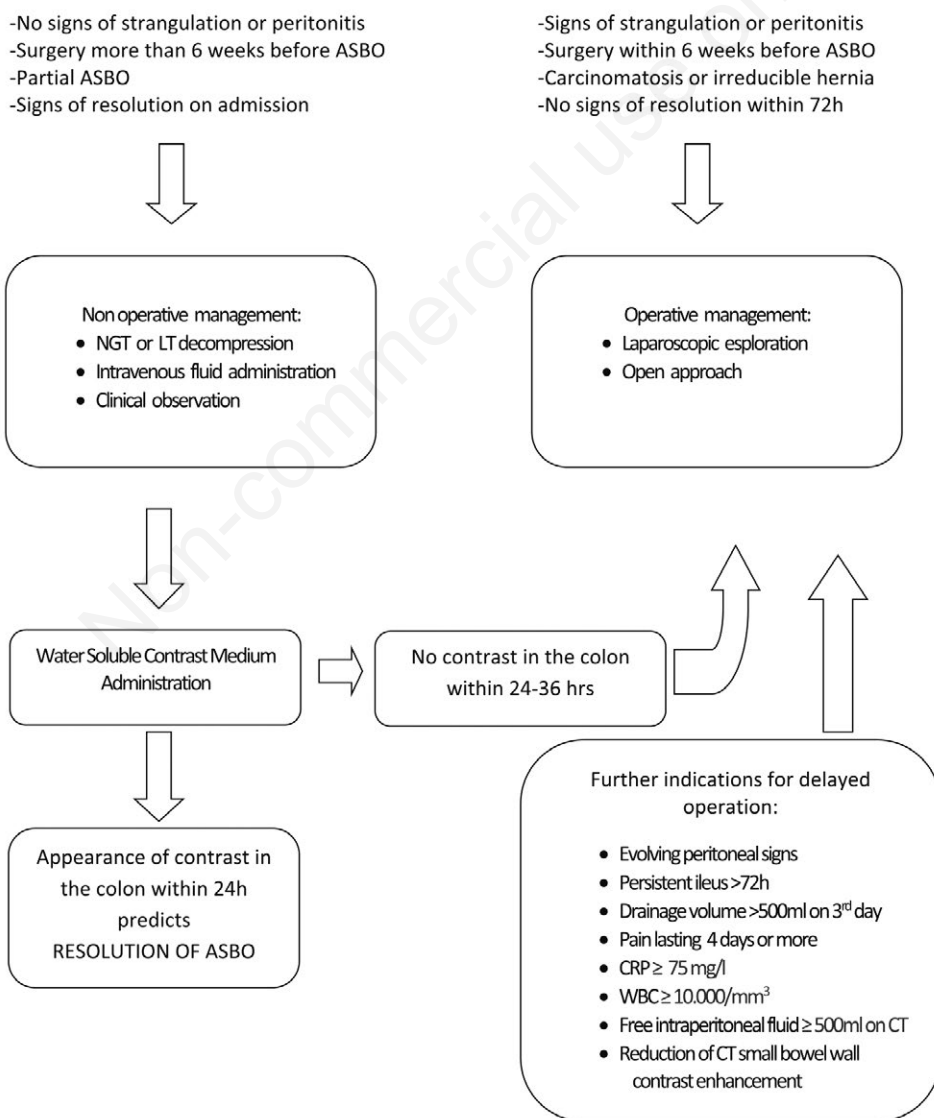 -No signs of strangulation or peritonitis
-Surgery more than 6 weeks before ASBO
-Partial ASBO
-Signs of resolution on admission
-Signs of strangulation or peritonitis
-Surgery within 6 weeks before ASBO
-Carcinomatosis or irreducible hernia
-No signs of resolution within 72h
Non operative management:
• NGT or LT decompression
• Intravenous fluid administration
• Clinical observation
Operative management:
• Laparoscopic esploration
• Open approach
Water Soluble Contrast Medium
Administration
No contrast in the colon
within 24-36 hrs
Appearance of contrast in
the colon within 24h
predicts
RESOLUTION OF ASBO
Further indications for delayed
operation:
• Evolving peritoneal signs
• Persistent ileus >72h
• Drainage volume >500ml on 3rd day
• Pain lasting 4 days or more
• CRP ≥ 75 mg/l
• WBC ≥ 10.000/mm³
• Free intraperitoneal fluid ≥ 500ml on CT
• Reduction of CT small bowel wall
contrast enhancement
Non-commercial use